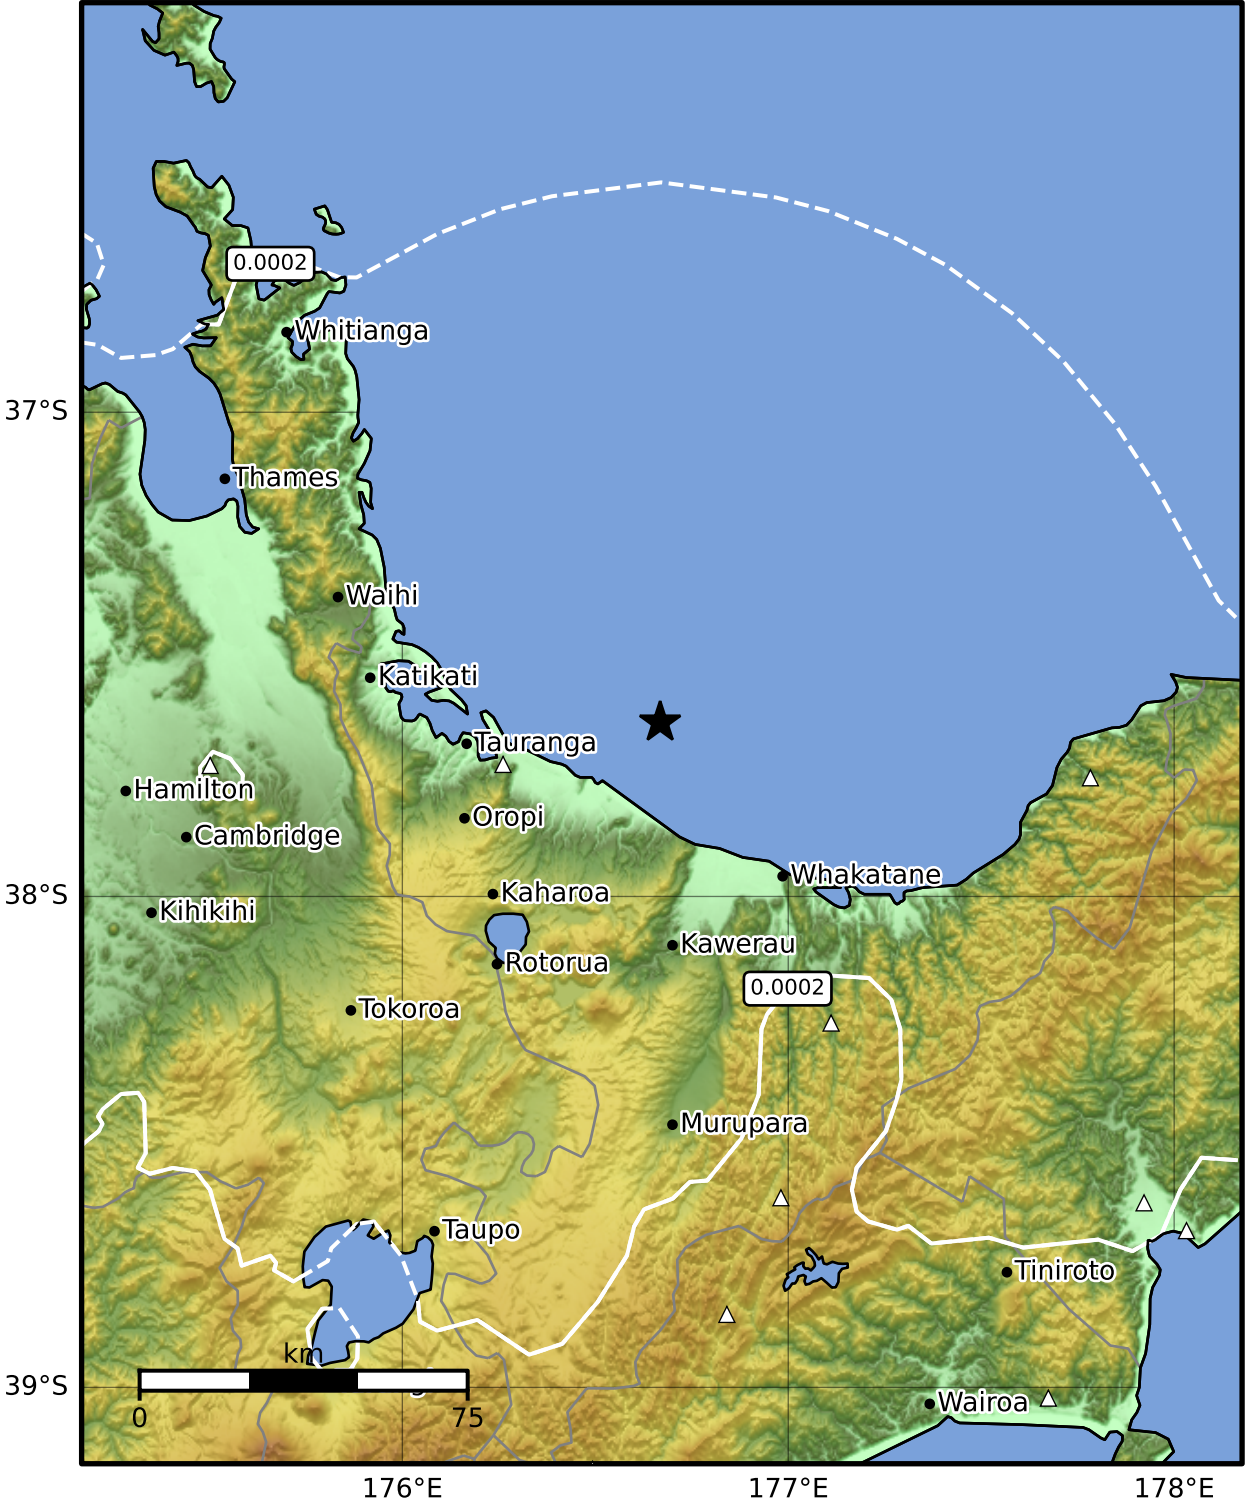 0.0002
Whitianga
37°S
Thames
Waihi
Katikati
Tauranga
Hamilton
Oropi
Cambridge
Whakatane
38°S
Kaharoa
Kihikihi
Kawerau
Rotorua
0.0002
Tokoroa
Murupara
Taupo
Tiniroto
km
39°S
Wairoa
0
75
176°E
177°E
178°E